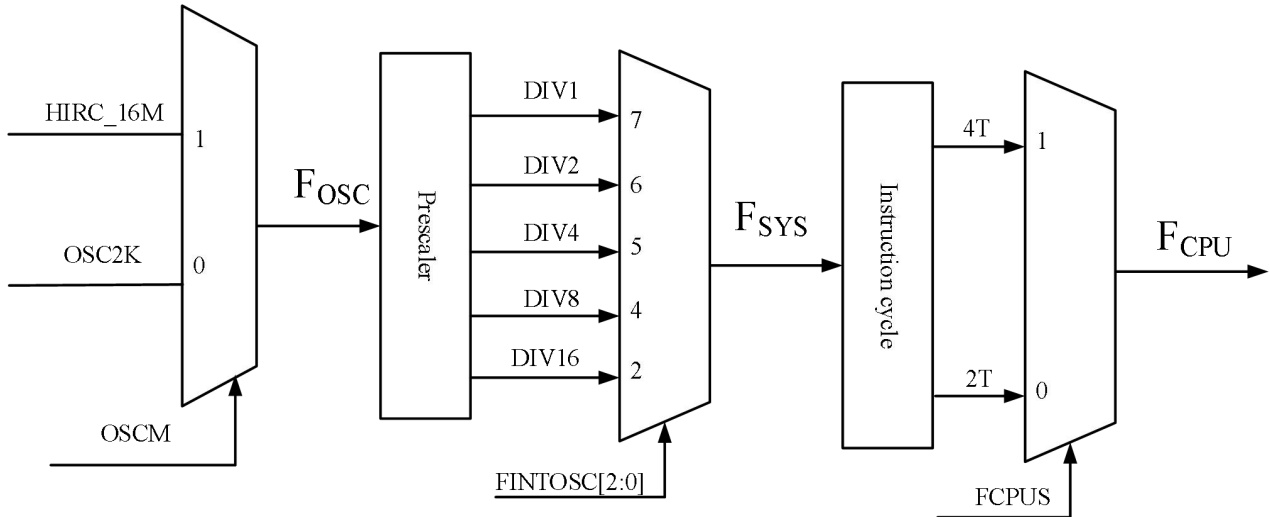 HIRC_16M
1
OSC2K
0
OSCM
FOSC
Prescaler
DIV1
7
DIV2
6
DIV4
5
DIV8
4
DIV16
2
FINTOSC[2:0]
FSYS
Instruction cycle
4T
1
2T
0
FCPUS
FCPU